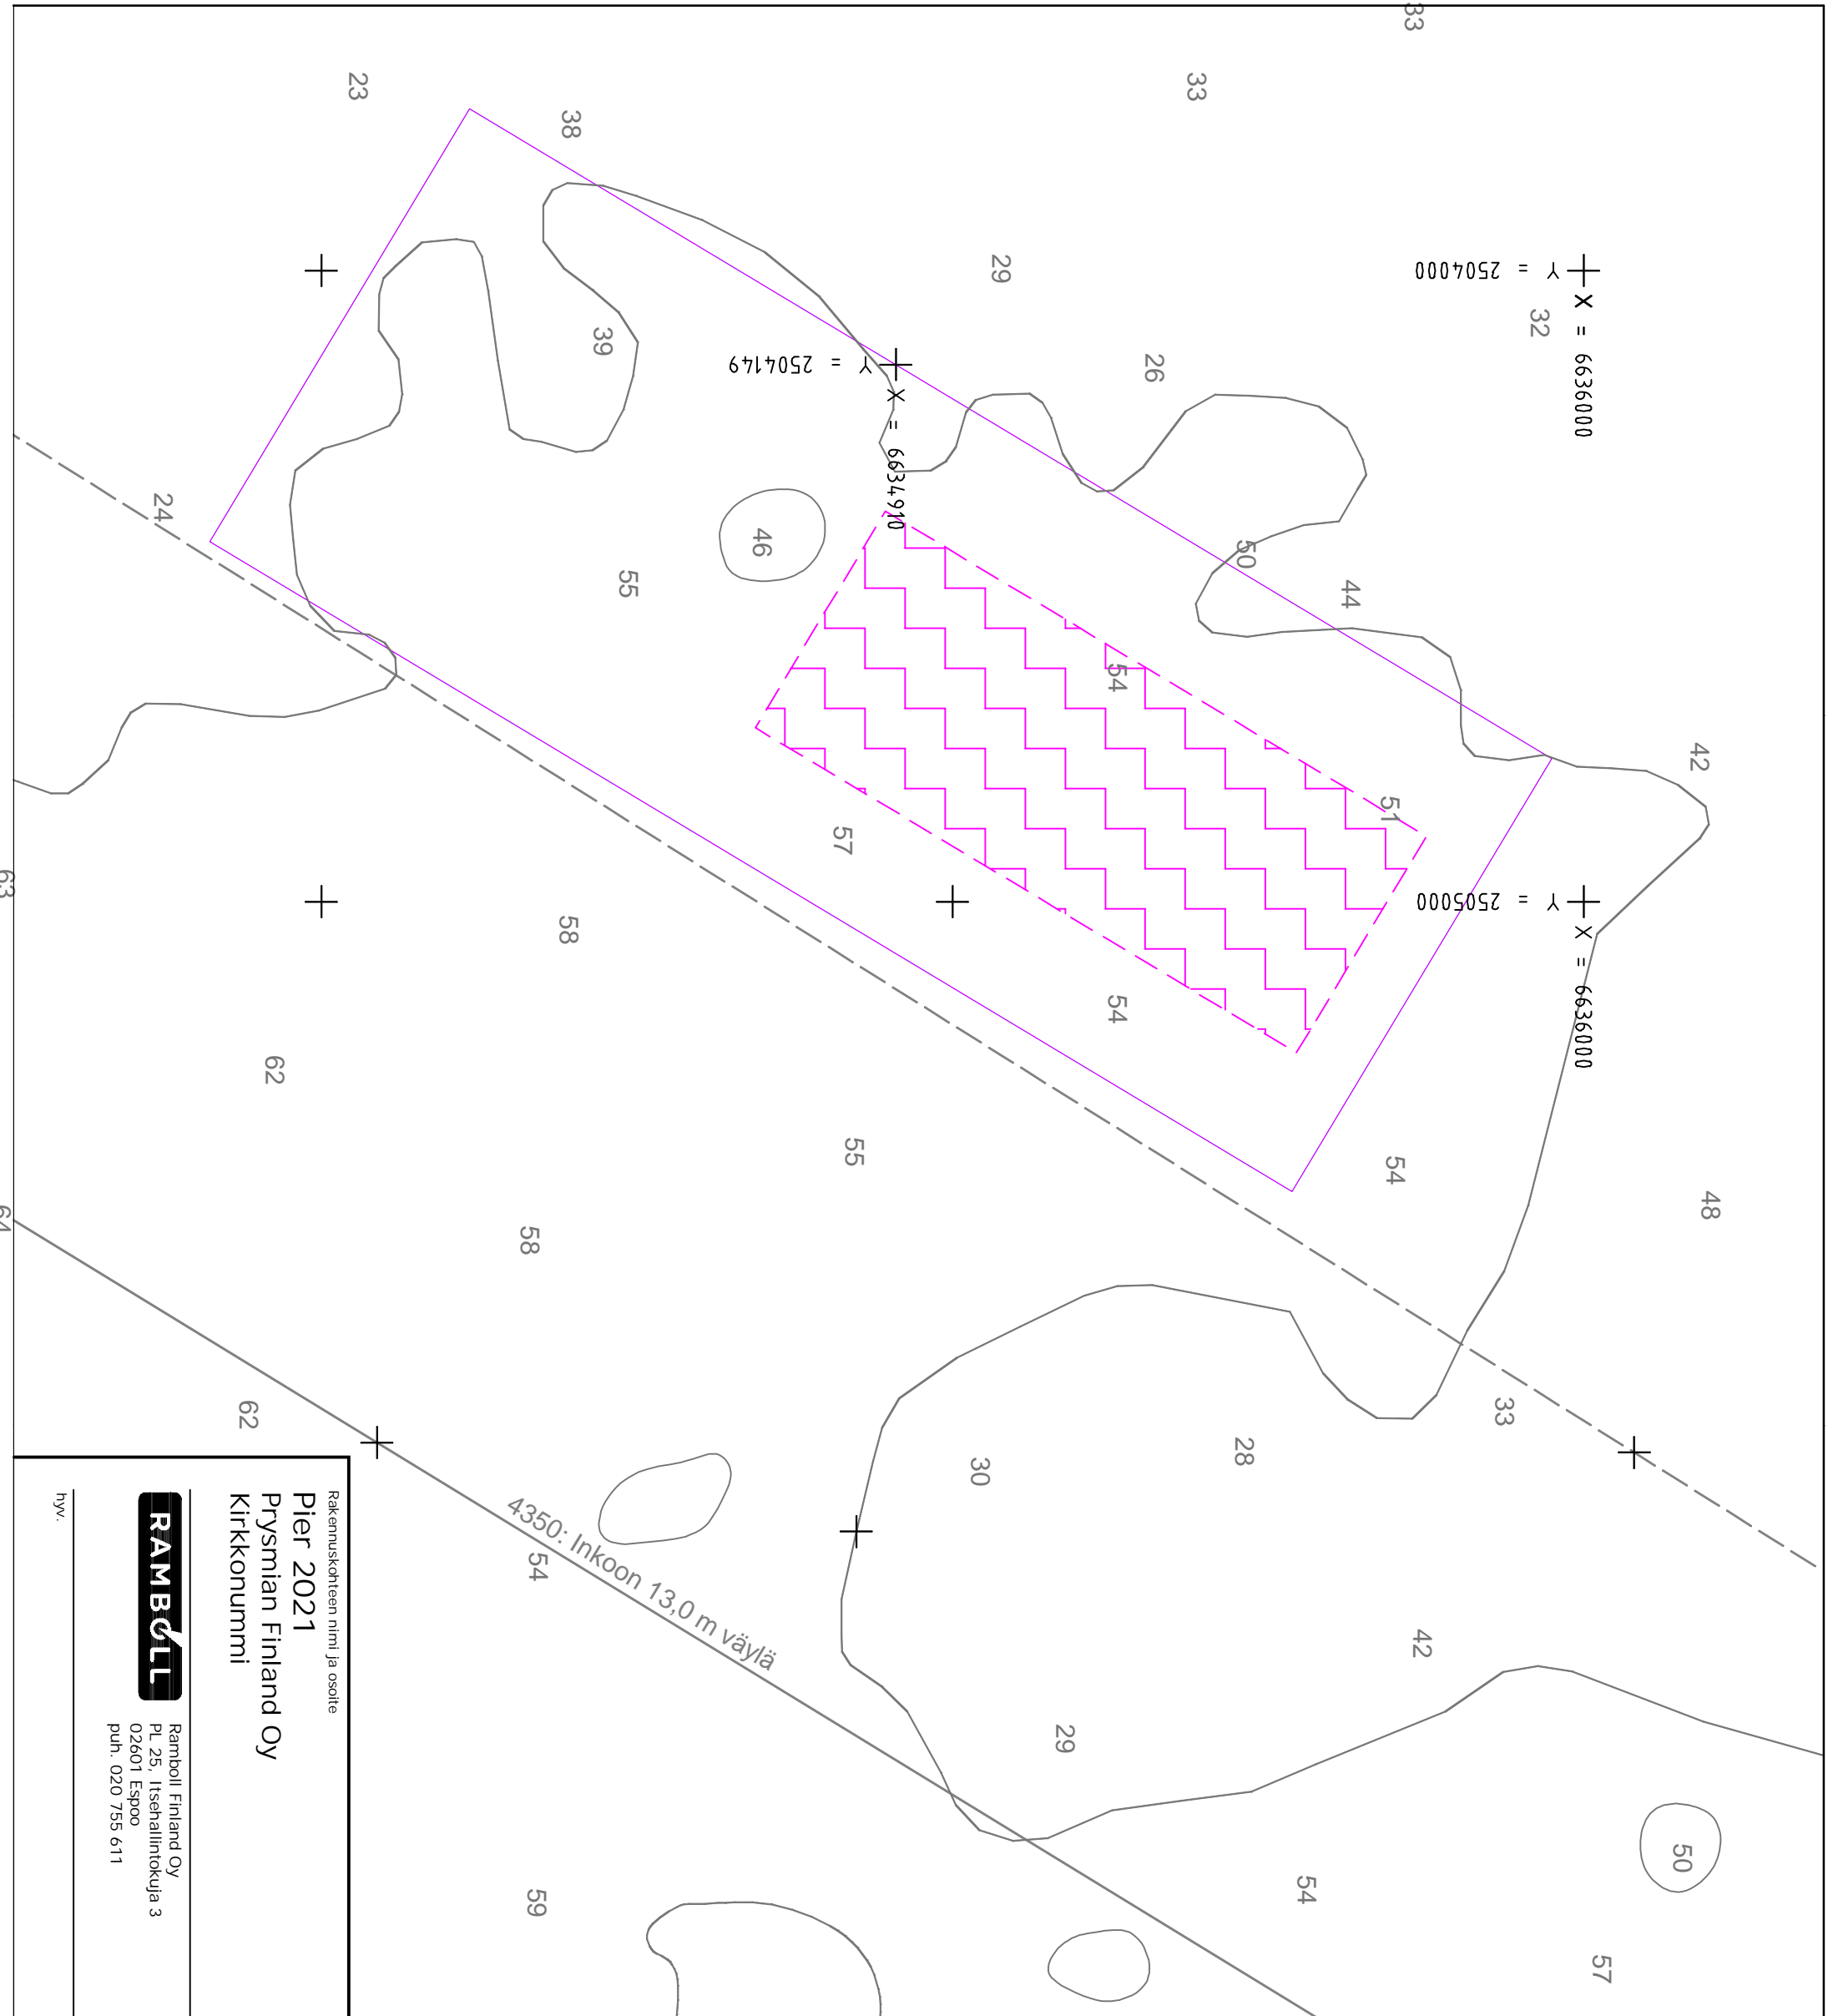 33
33
23
38
29
X = 6636000
Y = 2504000
32
26
39
X = 6634910
Y = 2504149
24
46
55
50
44
54
42
51
57
58
X = 6636000
Y = 2505000
63
54
62
55
54
48
64
58
62
33
28
30
54
4350: Inkoon 13,0 m väylä
42
29
50
54
59
57
Rakennuskohteen nimi ja osoite
Pier 2021
Prysmian Finland Oy
Kirkkonummi
RAMBOLL
Ramboll Finland Oy
PL 25, Itsehallintokuja 3
02601 Espoo
puh. 020 755 611
hyv.